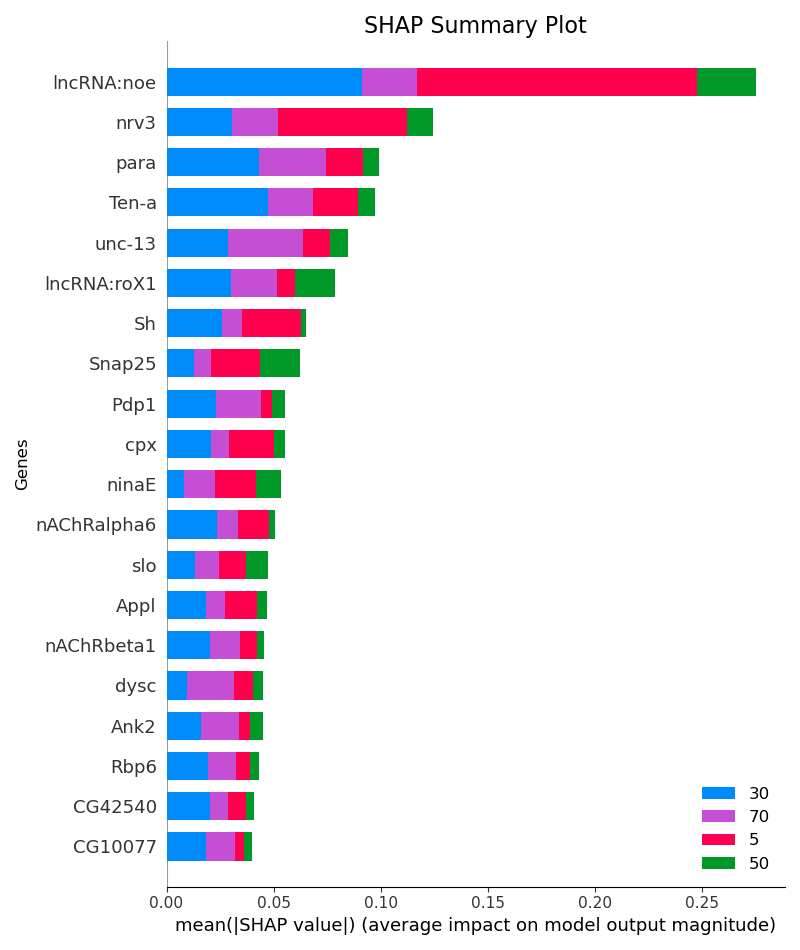 SHAP Summary Plot
Genes
lncRNA:noe
nrv3
para
Ten-a
unc-13
lncRNA:roX1
Sh
Snap25
Pdp1
cpx
ninaE
nAChRalpha6
slo
Appl
nAChRbeta1
dysc
Ank2
Rbp6
CG42540
CG10077
30
70
5
50
0.00 0.05 0.10 0.15 0.20 0.25
mean(|SHAP value|) (average impact on model output magnitude)